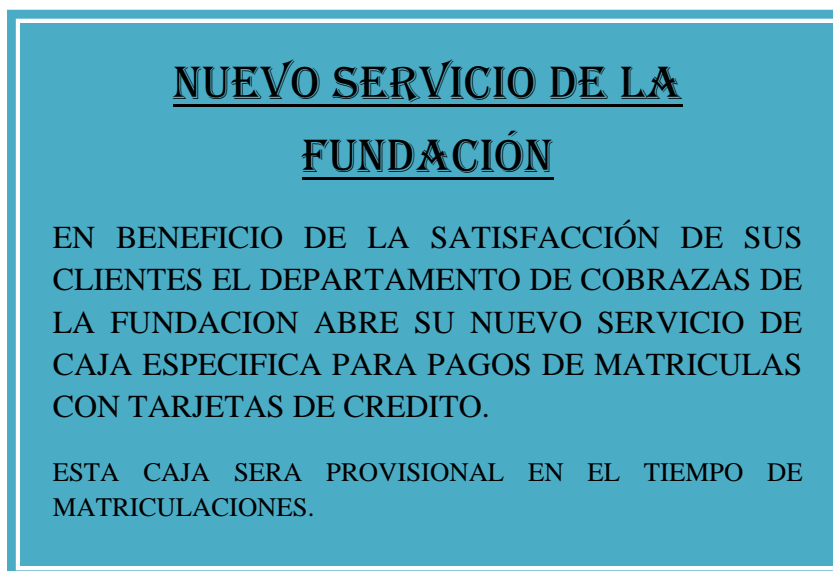 NUEVO SERVICIO DE LA
FUNDACIÓN
EN BENEFICIO DE LA SATISFACCIÓN DE SUS
CLIENTES EL DEPARTAMENTO DE COBRAZAS DE
LA FUNDACION ABRE SU NUEVO SERVICIO DE
CAJA ESPECIFICA PARA PAGOS DE MATRICULAS
CON TARJETAS DE CREDITO.
ESTA CAJA SERA PROVISIONAL EN EL TIEMPO DE
MATRICULACIONES.